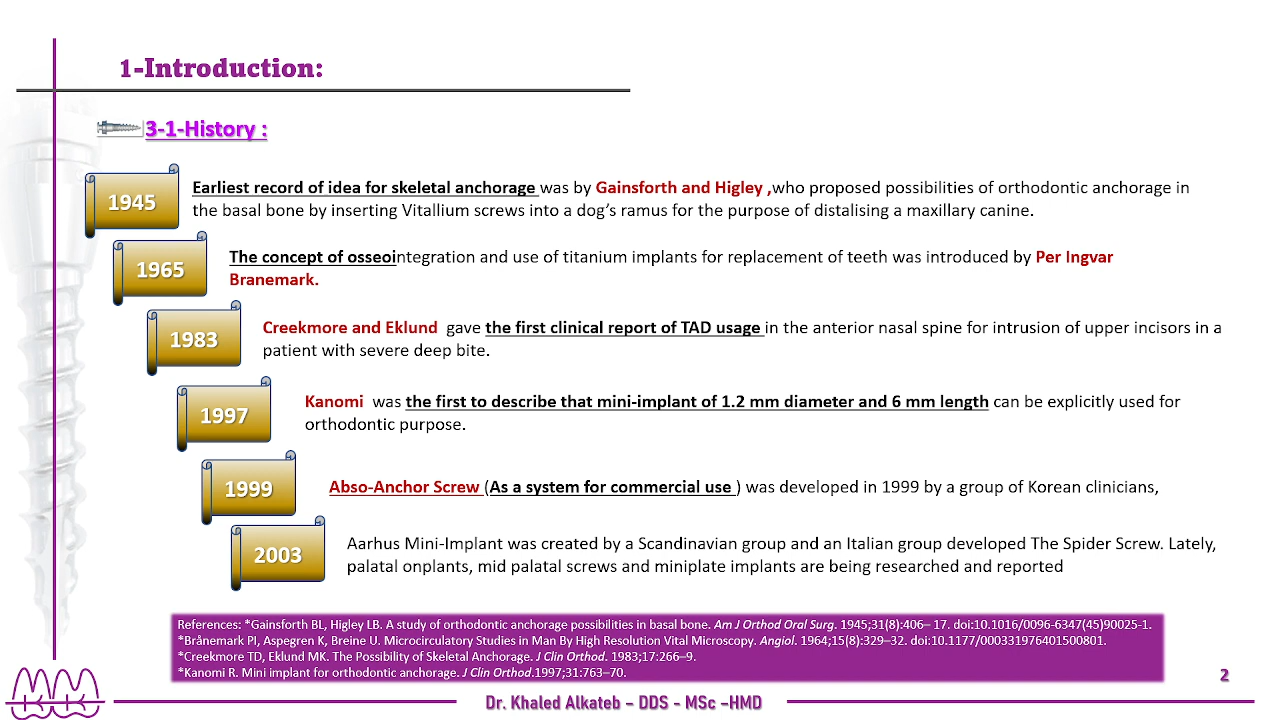 1-Introduction:
3-1-History :
1945
Earliest record of idea for skeletal anchorage was by Gainsforth and Higley ,who proposed possibilities of orthodontic anchorage in
the basal bone by inserting Vitallium screws into a dog's ramus for the purpose of distalising a maxillary canine.
1965
The concept of osseointegration and use of titanium implants for replacement of teeth was introduced by Per Ingvar
Branemark.
1983
Creekmore and Eklund gave the first clinical report of TAD usage in the anterior nasal spine for intrusion of upper incisors in a
patient with severe deep bite.
1997
Kanomi was the first to describe that mini-implant of 1.2 mm diameter and 6 mm length can be explicitly used for
orthodontic purpose.
1999
Abso-Anchor Screw (As a system for commercial use ) was developed in 1999 by a group of Korean clinicians,
2003
Aarhus Mini-Implant was created by a Scandinavian group and an Italian group developed The Spider Screw. Lately,
palatal onplants, mid palatal screws and miniplate implants are being researched and reported
References: *Gainsforth BL, Higley LB. A study of orthodontic anchorage possibilities in basal bone. Am J Orthod Oral Surg. 1945;31(8):406– 17. doi:10.1016/0096-6347(45)90025-1.
*Brånemark PI, Aspegren K, Breine U. Microcirculatory Studies in Man By High Resolution Vital Microscopy. Angiol. 1964;15(8):329–32. doi:10.1177/000331976401500801.
*Creekmore TD, Eklund MK. The Possibility of Skeletal Anchorage. J Clin Orthod. 1983;17:266–9.
*Kanomi R. Mini implant for orthodontic anchorage. J Clin Orthod.1997;31:763–70.
2
Dr. Khaled Alkateb – DDS - MSc –HMD